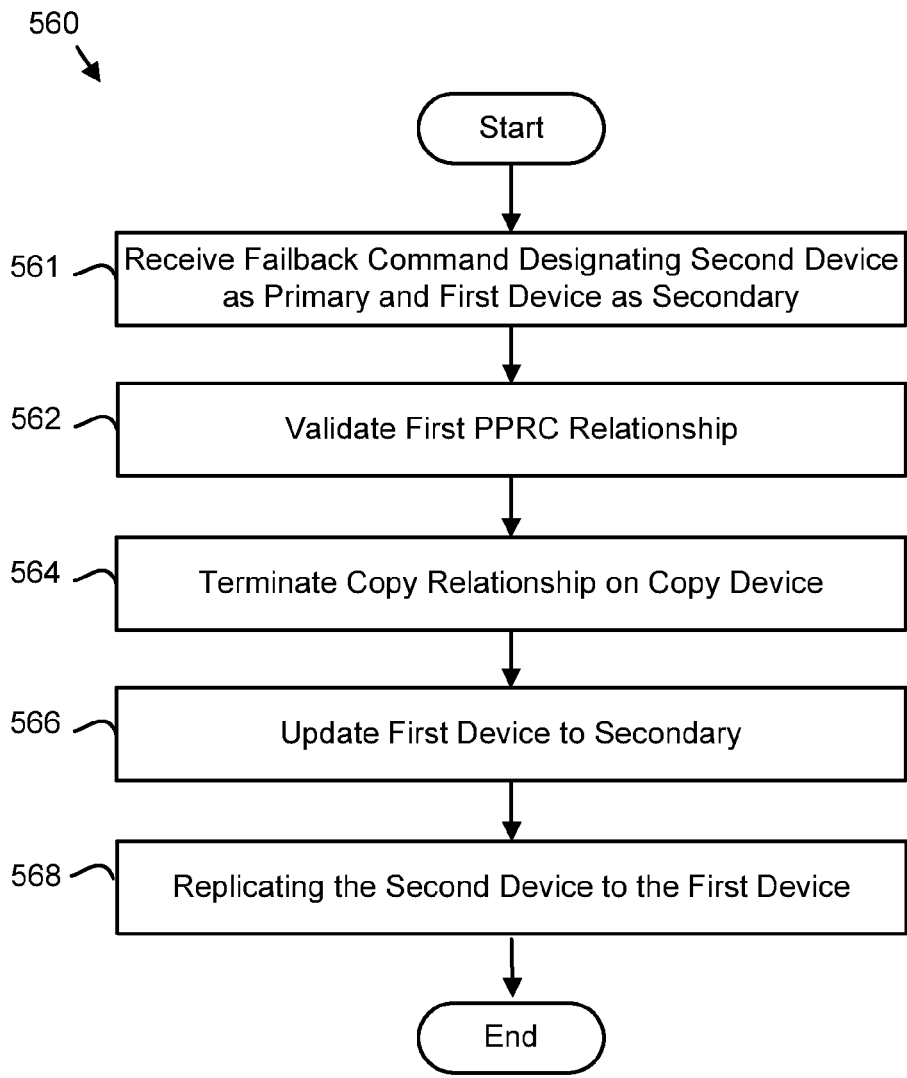 560
Start
561
Receive Failback Command Designating Second Device
as Primary and First Device as Secondary
562
Validate First PPRC Relationship
564
Terminate Copy Relationship on Copy Device
566
Update First Device to Secondary
568
Replicating the Second Device to the First Device
End